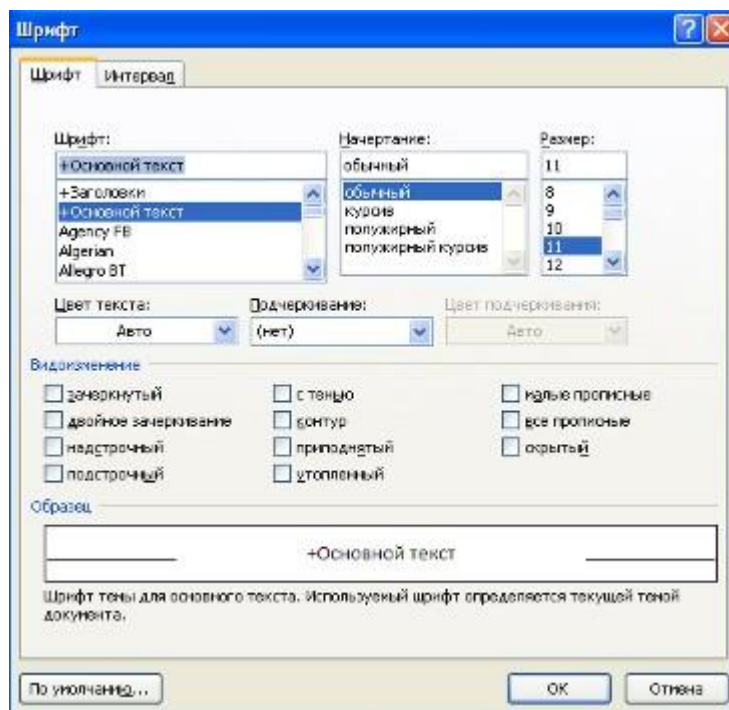 Шрифт
Шрифт Интервал
Шрифт: Начертание: Размер:
+Основной текст обычный 11
+Заголовки обычный 8
+Основной текст курсив 9
Agency FB полужирный 10
Algerian полужирный курсив 11
Allegro BT 12
Цвет текста: Подчеркивание: Цвет подчеркивания:
Авто (нет) Авто
Видоизменение
зачеркнутый с тенью малые прописные
двойное зачеркивание контур все прописные
надстрочный приподнятый скрытый
подстрочный утопленный
Образец
+Основной текст
Шрифт темы для основного текста. Используемый шрифт определяется текущей темой
документа.
По умолчанию... ОК Отмена